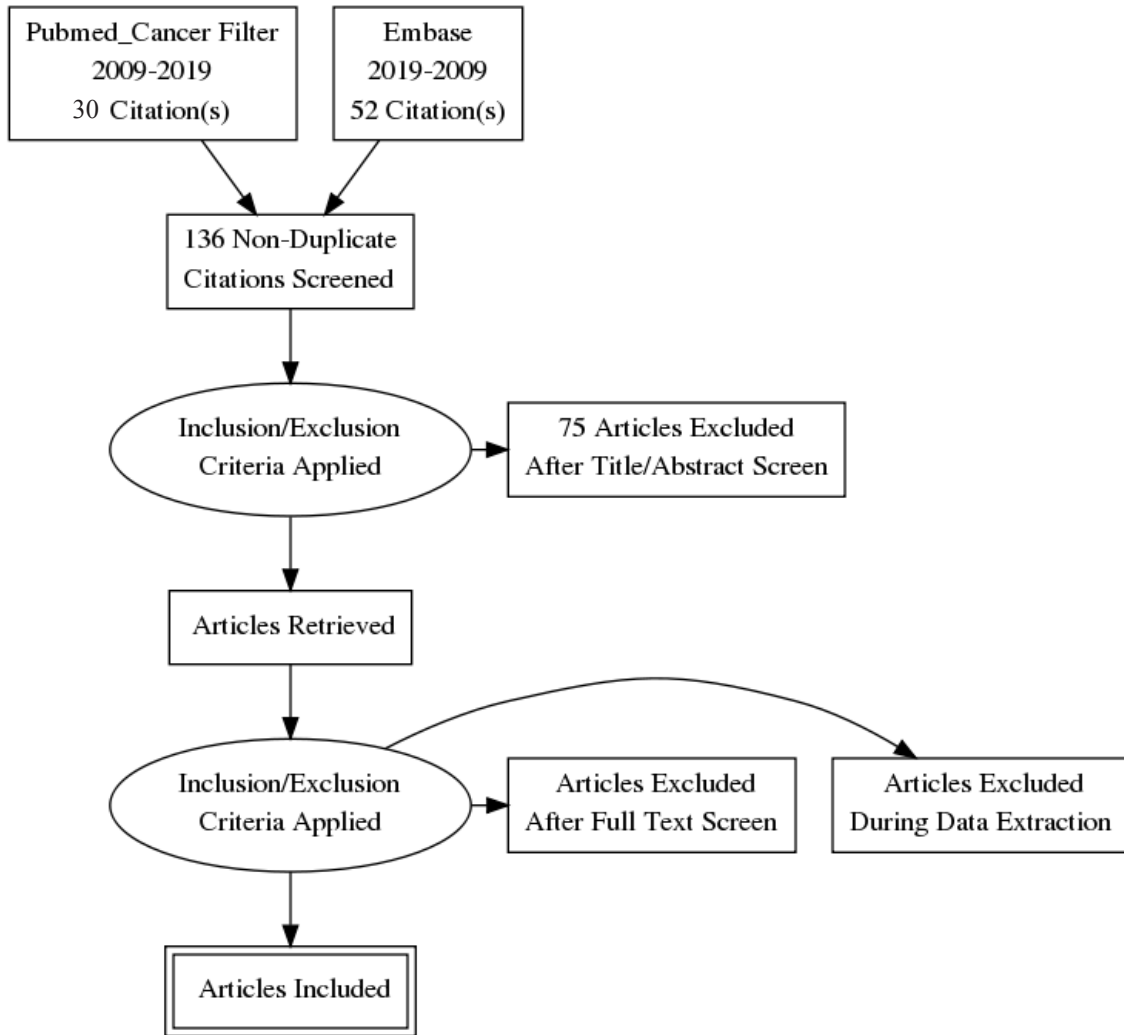 Pubmed_Cancer Filter
2009-2019
30 Citation(s)
Embase
2019-2009
52 Citation(s)
136 Non-Duplicate
Citations Screened
Inclusion/Exclusion
Criteria Applied
75 Articles Excluded
After Title/Abstract Screen
Articles Retrieved
Inclusion/Exclusion
Criteria Applied
Articles Excluded
After Full Text Screen
Articles Excluded
During Data Extraction
Articles Included